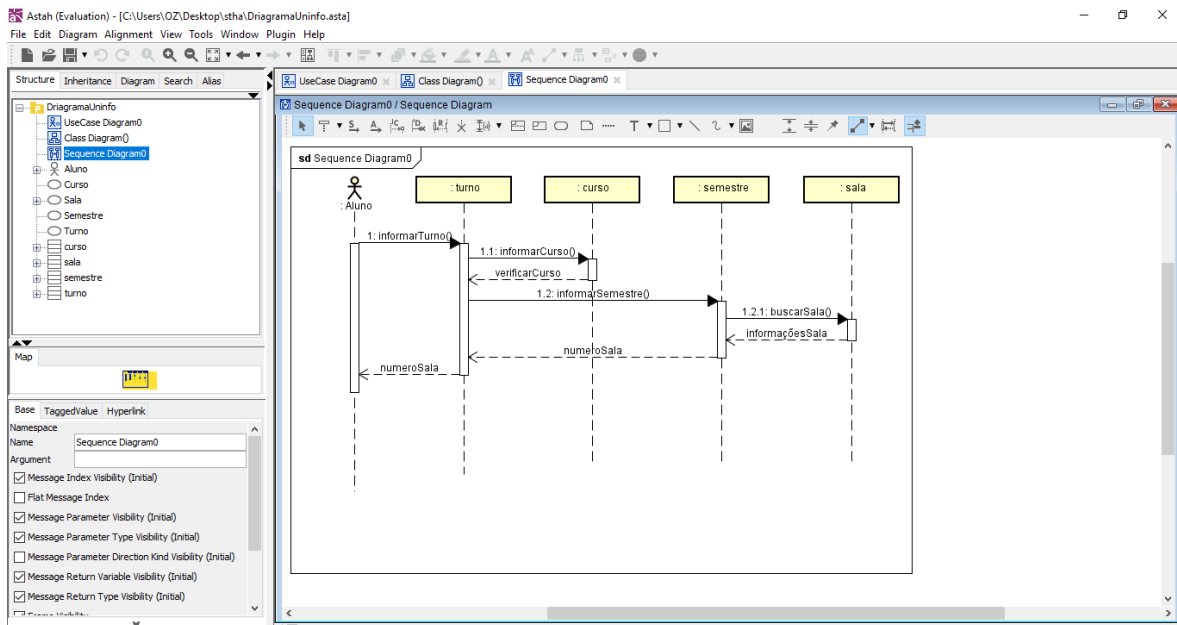 Astah (Evaluation) - [C:\Users\OZ\Desktop\stha\DriagramaUninfo.asta]
File Edit Diagram Alignment View Tools Window Plugin Help
Structure Inheritance Diagram Search Alias
DriagramaUninfo
UseCase Diagram0
Class Diagram()
Sequence Diagram0
Aluno
Curso
Sala
Semestre
Turno
curso
sala
semestre
turno
Map
Base TaggedValue Hyperlink
Namespace
Name Sequence Diagram0
Argument
Message Index Visibility (Initial)
Flat Message Index
Message Parameter Visibility (Initial)
Message Parameter Type Visibility (Initial)
Message Parameter Direction Kind Visibility (Initial)
Message Return Variable Visibility (Initial)
Message Return Type Visibility (Initial)
Frame Visibility
UseCase Diagram0 Class Diagram() Sequence Diagram0
Sequence Diagram0 / Sequence Diagram
sd Sequence Diagram0
: Aluno
: turno
: curso
: semestre
: sala
1: informarTurno()
1.1: informarCurso()
verificarCurso
1.2: informarSemestre()
1.2.1: buscarSala()
informaçõesSala
numeroSala
numeroSala